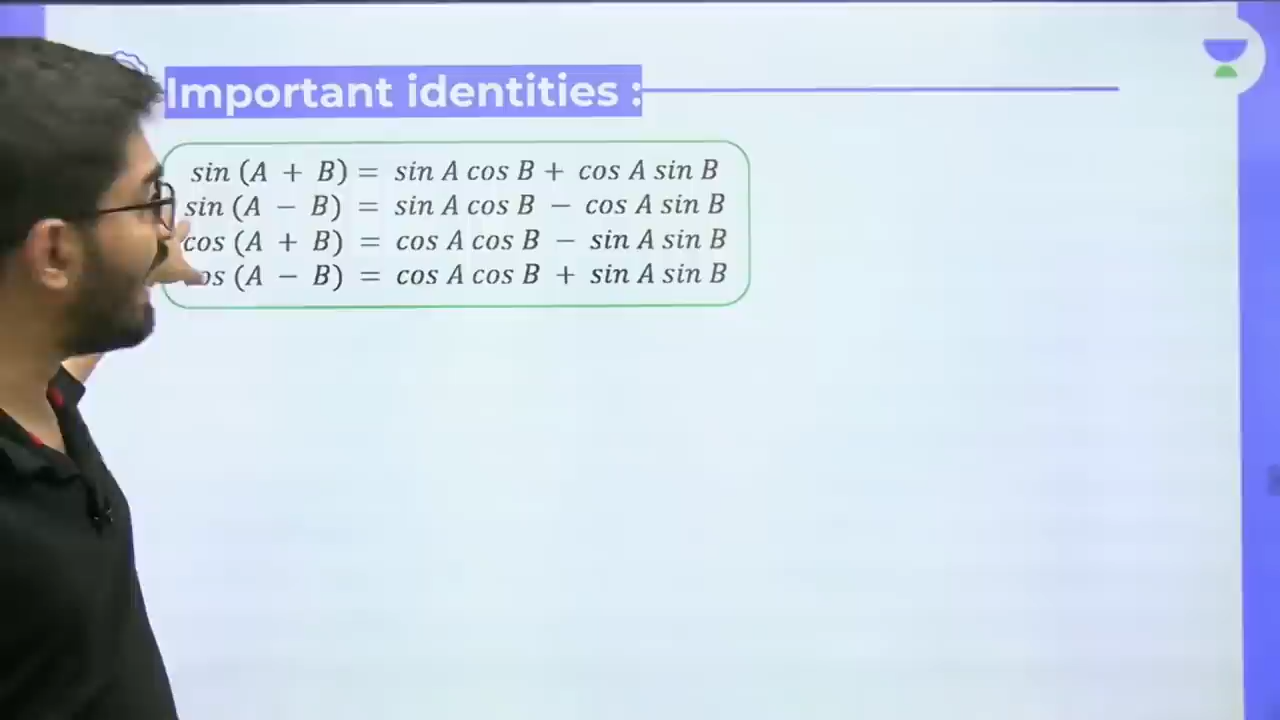 Important identities :
sin (A + B) = sin A cos B + cos A sin B
sin (A − B) = sin A cos B − cos A sin B
cos (A + B) = cos A cos B − sin A sin B
cos (A − B) = cos A cos B + sin A sin B